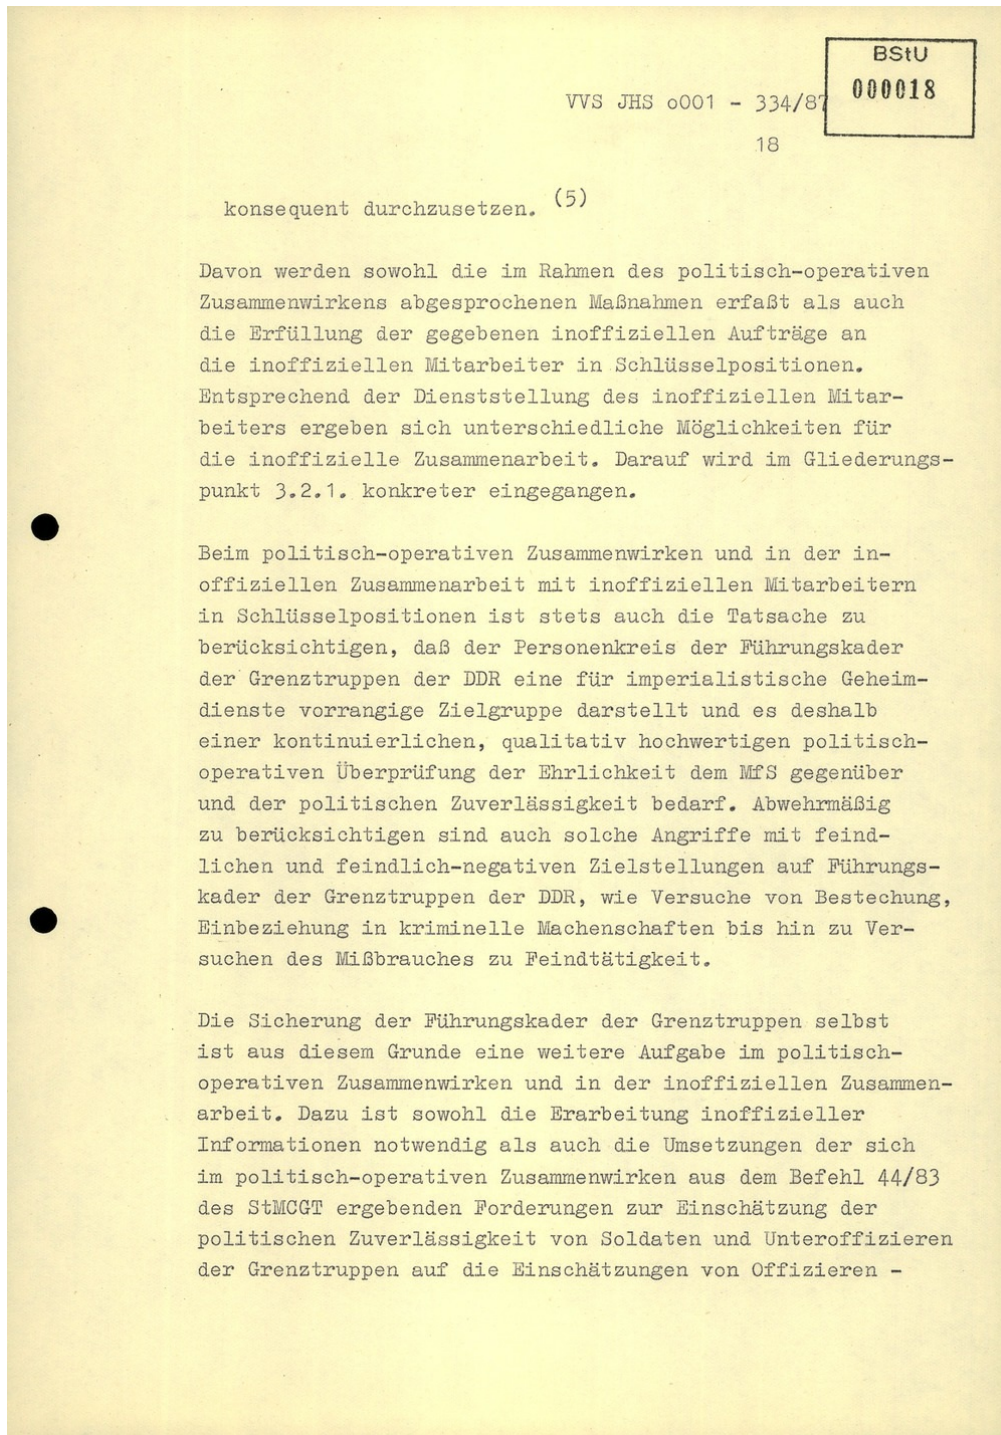 BStU
000018
VVS JHS o001 - 334/87
18
konsequent durchzusetzen. (5)
Davon werden sowohl die im Rahmen des politisch-operativen
Zusammenwirkens abgesprochenen Maßnahmen erfaßt als auch
die Erfüllung der gegebenen inoffiziellen Aufträge an
die inoffiziellen Mitarbeiter in Schlüsselpositionen.
Entsprechend der Dienststellung des inoffiziellen Mitar-
beiters ergeben sich unterschiedliche Möglichkeiten für
die inoffizielle Zusammenarbeit. Darauf wird im Gliederungs-
punkt 3.2.1. konkreter eingegangen.
Beim politisch-operativen Zusammenwirken und in der in-
offiziellen Zusammenarbeit mit inoffiziellen Mitarbeitern
in Schlüsselpositionen ist stets auch die Tatsache zu
berücksichtigen, daß der Personenkreis der Führungskader
der Grenztruppen der DDR eine für imperialistische Geheim-
dienste vorrangige Zielgruppe darstellt und es deshalb
einer kontinuierlichen, qualitativ hochwertigen politisch-
operativen Überprüfung der Ehrlichkeit dem MfS gegenüber
und der politischen Zuverlässigkeit bedarf. Abwehrmäßig
zu berücksichtigen sind auch solche Angriffe mit feind-
lichen und feindlich-negativen Zielstellungen auf Führungs-
kader der Grenztruppen der DDR, wie Versuche von Bestechung,
Einbeziehung in kriminelle Machenschaften bis hin zu Ver-
suchen des Mißbrauches zu Feindtätigkeit.
Die Sicherung der Führungskader der Grenztruppen selbst
ist aus diesem Grunde eine weitere Aufgabe im politisch-
operativen Zusammenwirken und in der inoffiziellen Zusammen-
arbeit. Dazu ist sowohl die Erarbeitung inoffizieller
Informationen notwendig als auch die Umsetzungen der sich
im politisch-operativen Zusammenwirken aus dem Befehl 44/83
des StMCGT ergebenden Forderungen zur Einschätzung der
politischen Zuverlässigkeit von Soldaten und Unteroffizieren
der Grenztruppen auf die Einschätzungen von Offizieren -